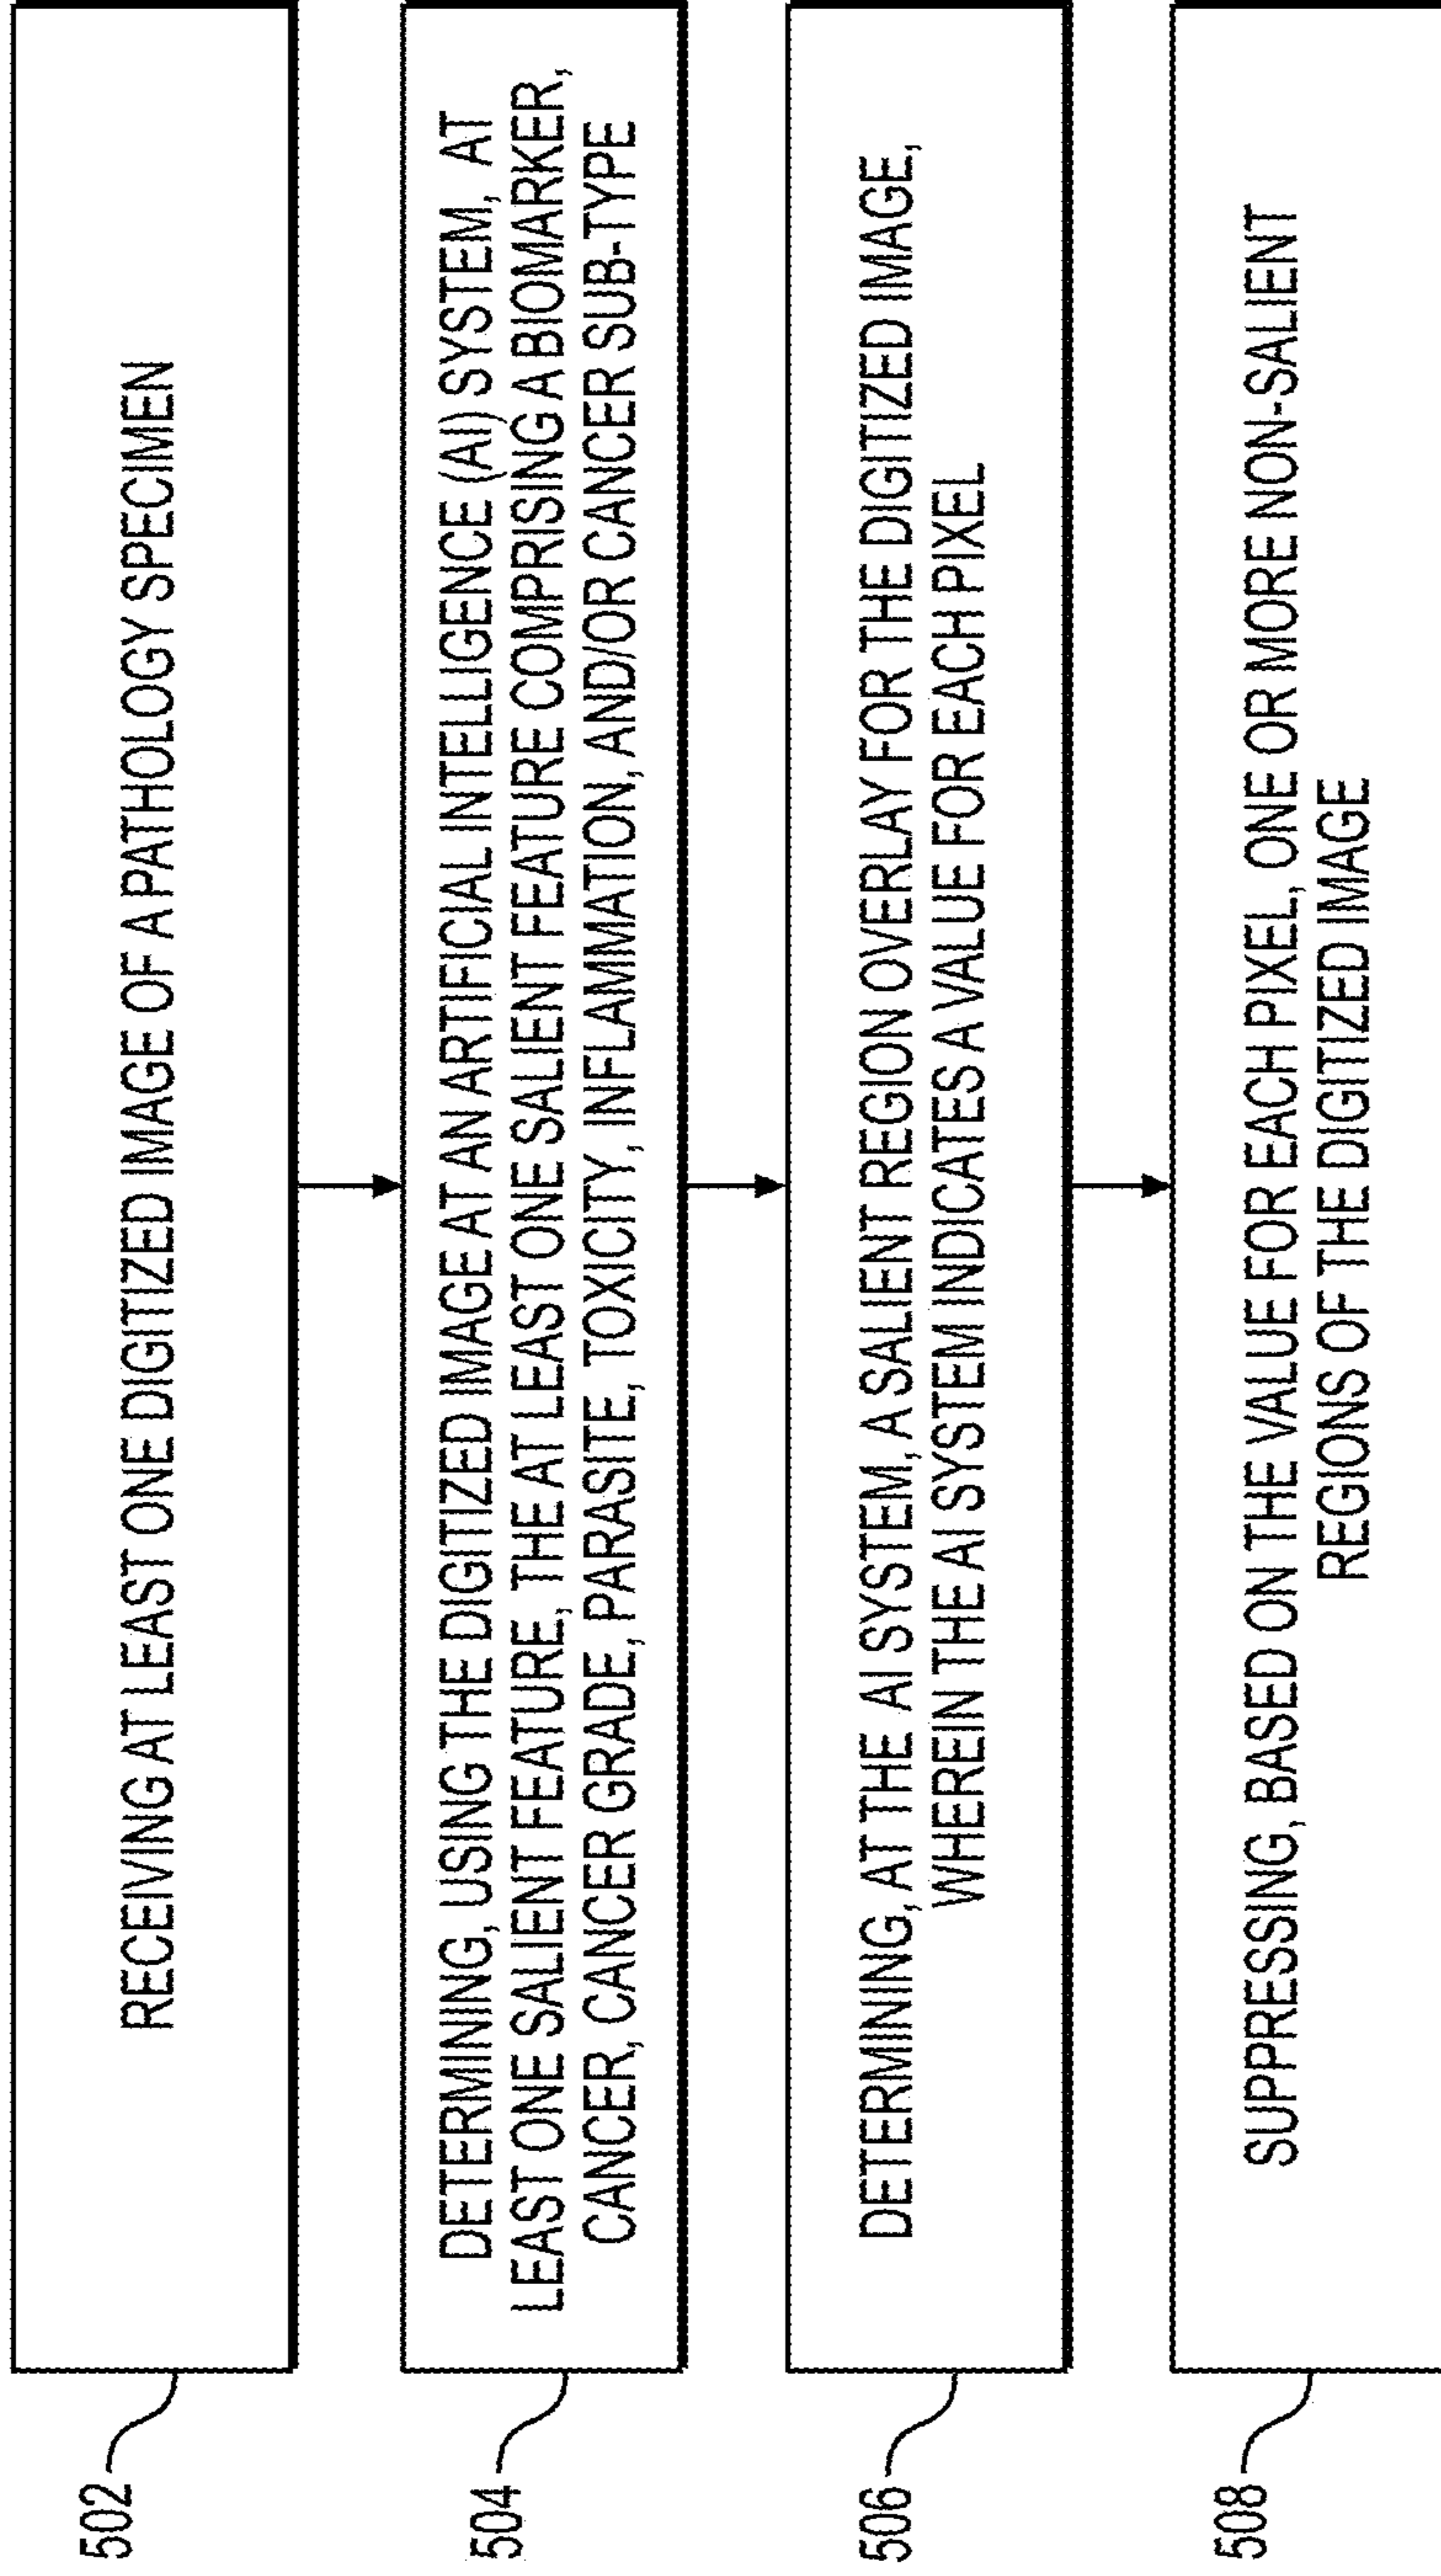 502
RECEIVING AT LEAST ONE DIGITIZED IMAGE OF A PATHOLOGY SPECIMEN
504
DETERMINING, USING THE DIGITIZED IMAGE AT AN ARTIFICIAL INTELLIGENCE (AI) SYSTEM, AT
LEAST ONE SALIENT FEATURE, THE AT LEAST ONE SALIENT FEATURE COMPRISING A BIOMARKER,
CANCER, CANCER GRADE, PARASITE, TOXICITY, INFLAMMATION, AND/OR CANCER SUB-TYPE
506
DETERMINING, AT THE AI SYSTEM, A SALIENT REGION OVERLAY FOR THE DIGITIZED IMAGE,
WHEREIN THE AI SYSTEM INDICATES A VALUE FOR EACH PIXEL
508
SUPPRESSING, BASED ON THE VALUE FOR EACH PIXEL, ONE OR MORE NON-SALIENT
REGIONS OF THE DIGITIZED IMAGE